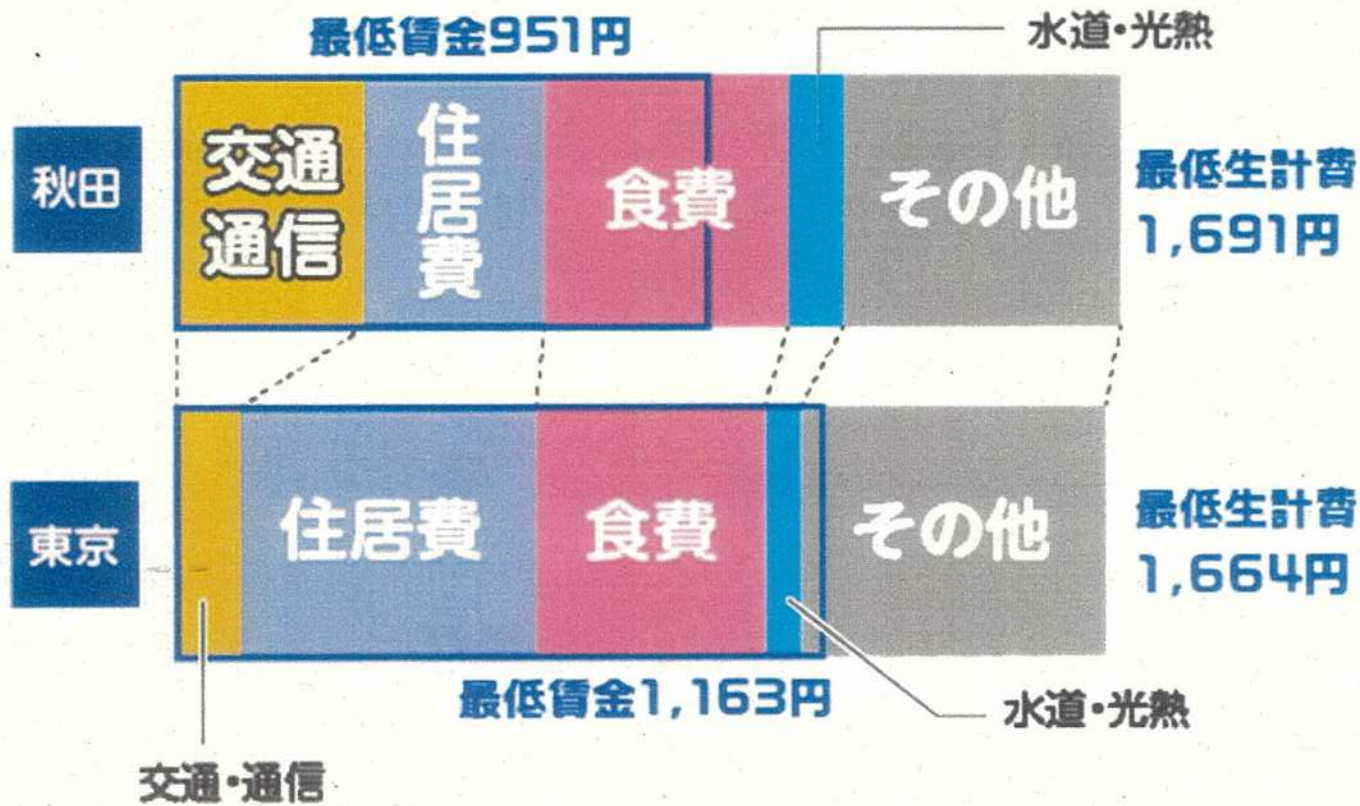 最低賃金951円
水道・光熱
秋田
交通
通信
住居費
食費
その他
最低生計費
1,691円
東京
住居費
食費
その他
最低生計費
1,664円
最低賃金1,163円
水道・光熱
交通・通信